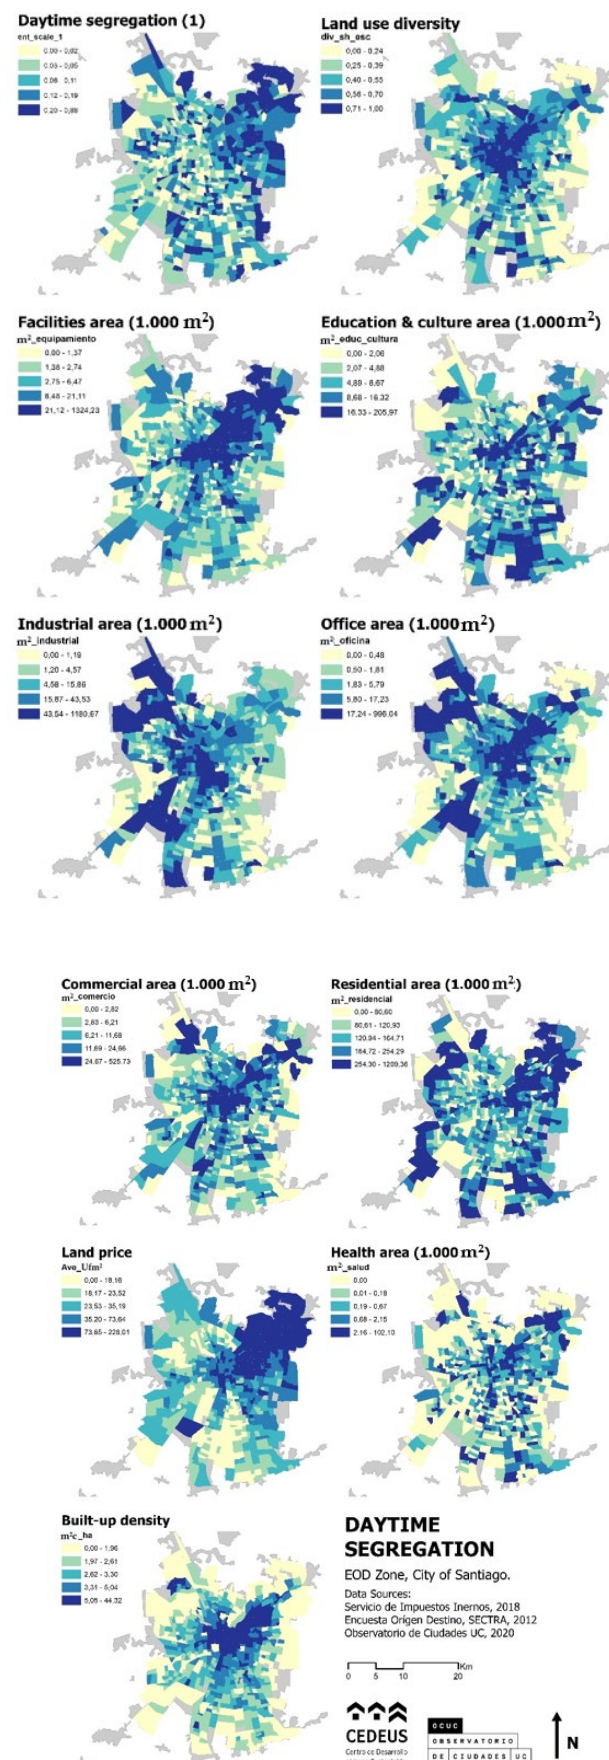 Daytime segregation (1)
ent_scale_1
0,00 - 0,02
0,03 - 0,05
0,06 - 0,11
0,12 - 0,19
0,20 - 0,88
Land use diversity
div_sh_esc
0,00 - 0,24
0,25 - 0,39
0,40 - 0,55
0,56 - 0,70
0,71 - 1,00
Facilities area (1.000 m²)
m²_equipamiento
0,00 - 1,37
1,38 - 2,74
2,75 - 6,47
6,48 - 21,11
21,12 - 1324,23
Education & culture area (1.000 m²)
m²_educ_cultura
0,00 - 2,06
2,07 - 4,88
4,89 - 8,67
8,68 - 16,32
16,33 - 205,97
Industrial area (1.000 m²)
m²_industrial
0,00 - 1,19
1,20 - 4,57
4,58 - 15,86
15,87 - 43,53
43,54 - 1180,67
Office area (1.000 m²)
m²_oficina
0,00 - 0,48
0,50 - 1,81
1,83 - 5,79
5,80 - 17,23
17,24 - 996,04
Commercial area (1.000 m²)
m²_comercio
0,00 - 2,82
2,83 - 6,21
6,21 - 11,68
11,69 - 24,66
24,67 - 525,73
Residential area (1.000 m²)
m²_residencial
0,00 - 80,60
80,61 - 120,93
120,94 - 164,71
164,72 - 254,29
254,30 - 1209,36
Land price
Ave_Ufm²
0,00 - 18,16
18,17 - 23,52
23,53 - 35,19
35,20 - 73,64
73,65 - 228,01
Health area (1.000 m²)
m²_salud
0,00
0,01 - 0,18
0,19 - 0,67
0,68 - 2,15
2,16 - 102,10
Built-up density
m²c_ha
0,00 - 1,96
1,97 - 2,61
2,62 - 3,30
3,31 - 5,04
5,05 - 44,32
DAYTIME
SEGREGATION
EOD Zone, City of Santiago.
Data Sources:
Servicio de Impuestos Inernos, 2018
Encuesta Origen Destino, SECTRA, 2012
Observatorio de Ciudades UC, 2020
0 5 10 20 Km
CEDEUS
Centro de Desarrollo
OCUC
OBSERVATORIO
DE CIUDADES UC
N